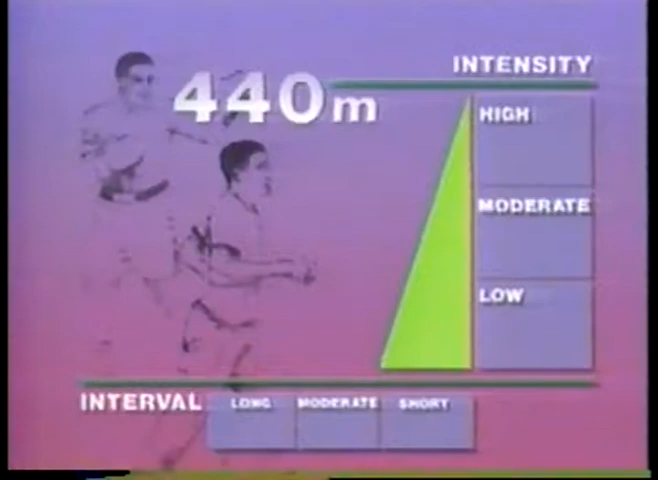 440m
INTENSITY
HIGH
MODERATE
LOW
INTERVAL LONG MODERATE SHORT